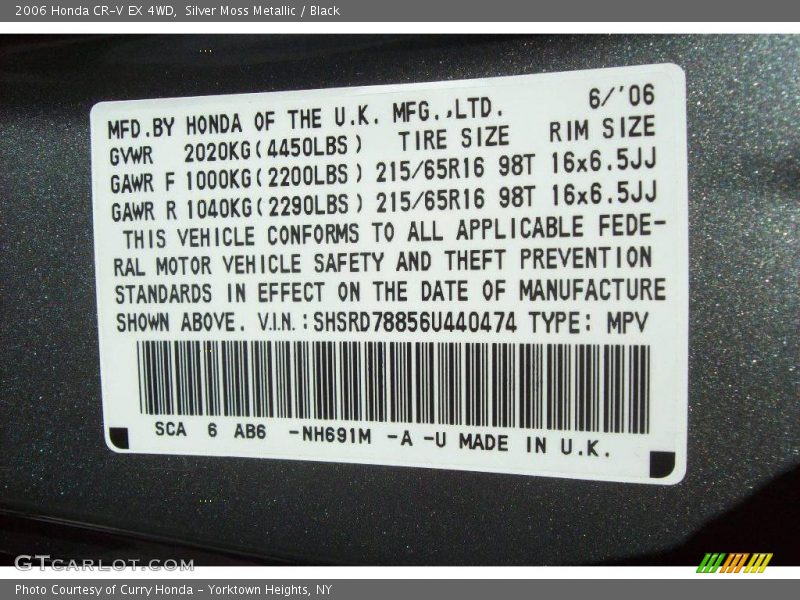 2006 Honda CR-V EX 4WD,  Silver Moss Metallic / Black
MFD.BY HONDA OF THE U.K. MFG.,LTD. 6/'06
GVWR 2020KG(4450LBS) TIRE SIZE RIM SIZE
GAWR F 1000KG(2200LBS) 215/65R16 98T 16x6.5JJ
GAWR R 1040KG(2290LBS) 215/65R16 98T 16x6.5JJ
THIS VEHICLE CONFORMS TO ALL APPLICABLE FEDE-
RAL MOTOR VEHICLE SAFETY AND THEFT PREVENTION
STANDARDS IN EFFECT ON THE DATE OF MANUFACTURE
SHOWN ABOVE. V.I.N.:SHSRD78856U440474 TYPE: MPV
SCA 6 AB6 -NH691M -A -U MADE IN U.K.
GTCARLOT.COM
Photo Courtesy of Curry Honda - Yorktown Heights, NY